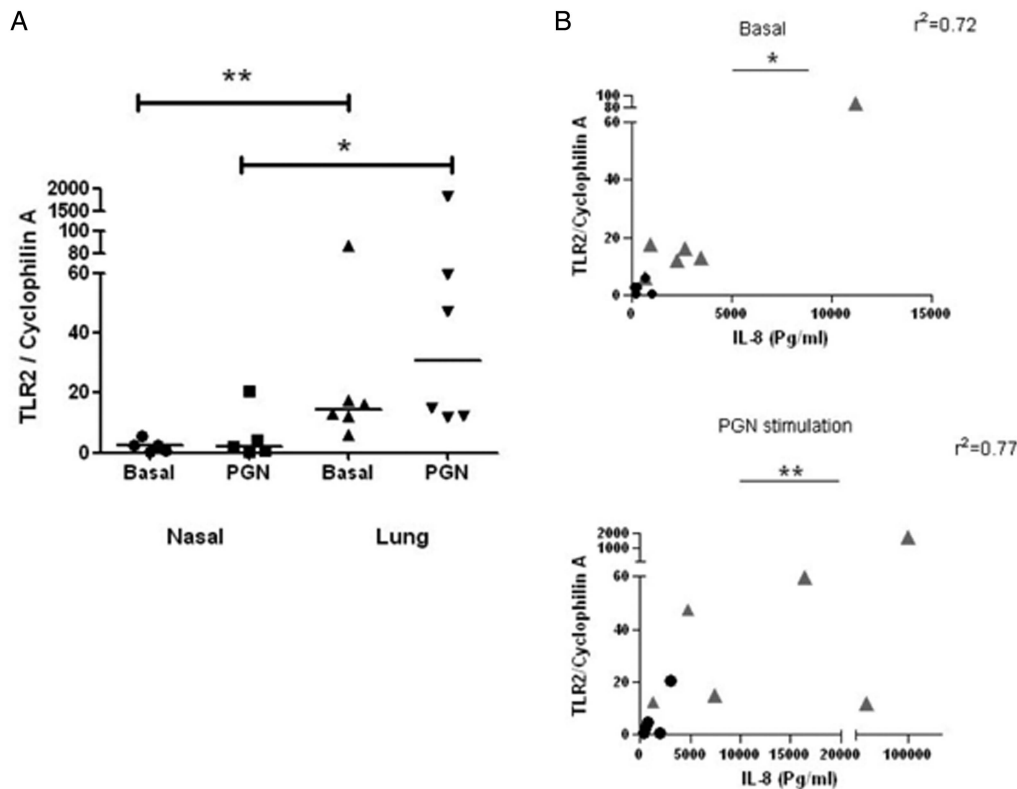 A
**
*
TLR2 / Cyclophilin A
2000
1500
100
80
60
40
20
0
Basal PGN Basal PGN
Nasal Lung
B
Basal r²=0.72
*
TLR2/Cyclophilin A
100
80
60
40
20
0
0 5000 10000 15000
IL-8 (Pg/ml)
PGN stimulation
r²=0.77
**
TLR2/Cyclophilin A
2000
1000
60
40
20
0
0 5000 10000 15000 20000 100000
IL-8 (Pg/ml)